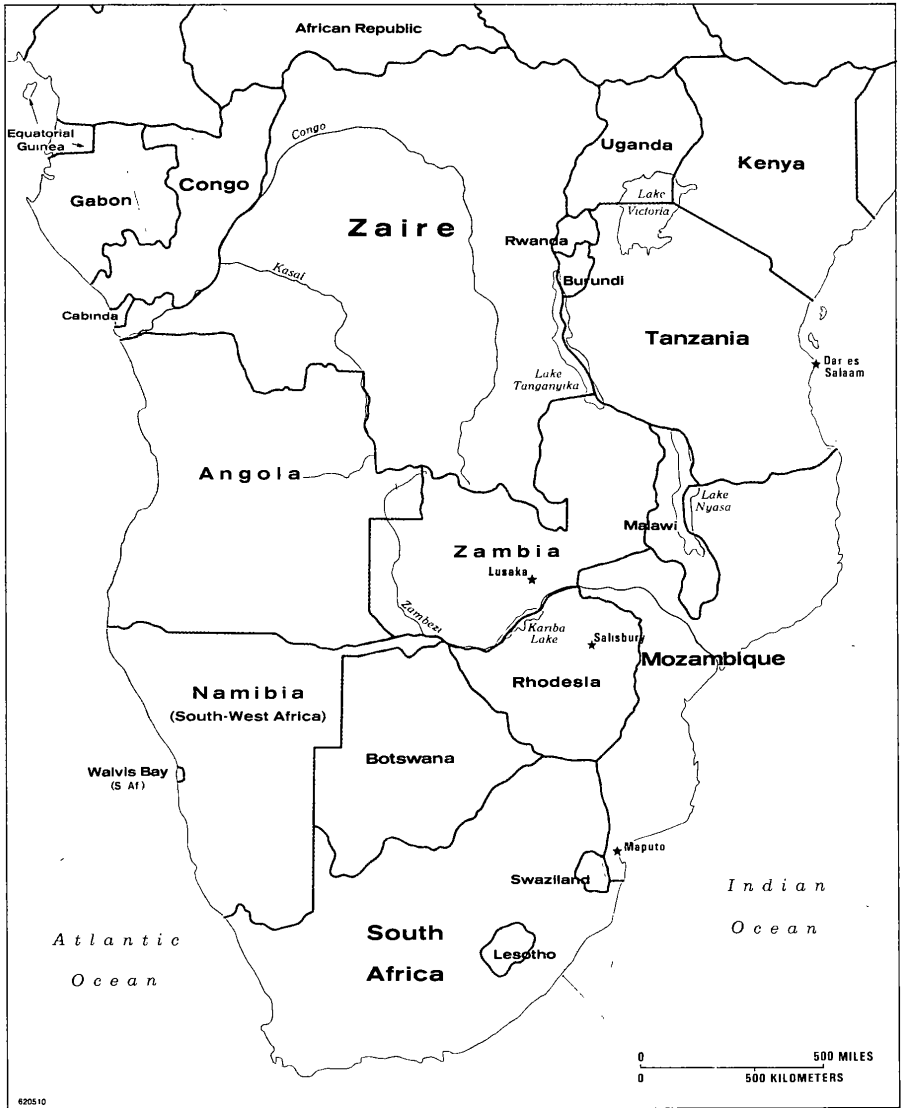 African Republic
Equatorial
Guinea
Congo
Uganda
Kenya
Gabon
Congo
Lake
Victoria
Zaire
Rwanda
Kasai
Burundi
Cabinda
Tanzania
Dar es
Salaam
Lake
Tanganyika
Angola
Lake
Nyasa
Malawi
Zambia
Lusaka
Zambezi
Kariba
Lake
Salisbury
Mozambique
Rhodesia
Namibia
(South-West Africa)
Botswana
Walvis Bay
(S Af)
Maputo
Swaziland
Indian
Ocean
South
Africa
Lesotho
Atlantic
Ocean
0 500 MILES
0 500 KILOMETERS
620510